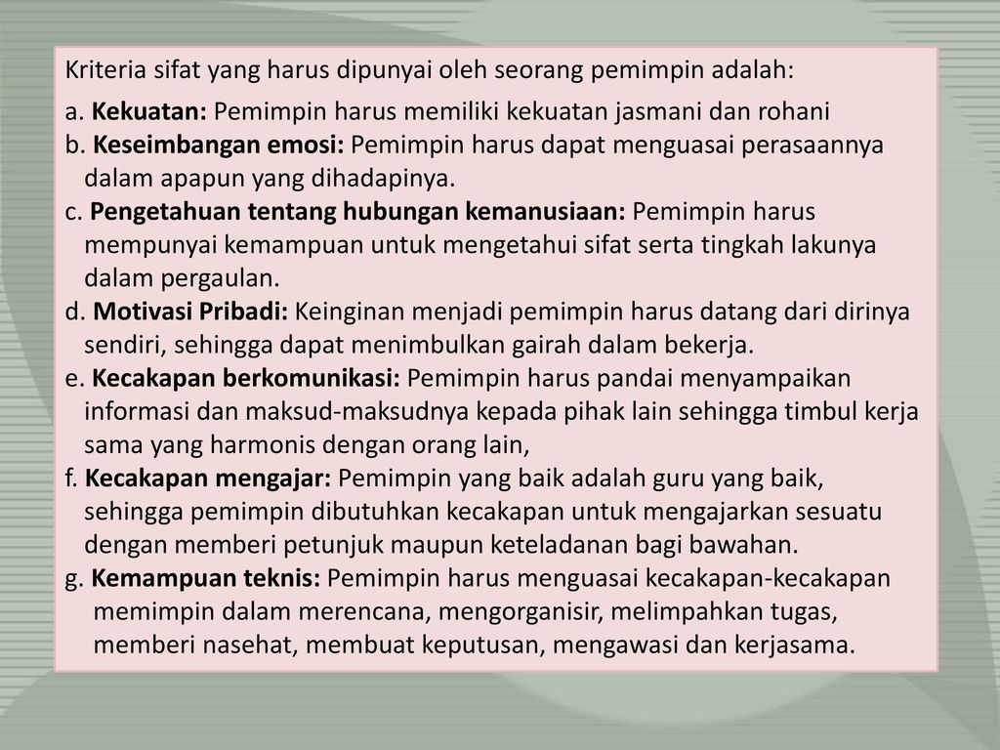 Kriteria sifat yang harus dipunyai oleh seorang pemimpin adalah:
a. Kekuatan: Pemimpin harus memiliki kekuatan jasmani dan rohani
b. Keseimbangan emosi: Pemimpin harus dapat menguasai perasaannya
dalam apapun yang dihadapinya.
c. Pengetahuan tentang hubungan kemanusiaan: Pemimpin harus
mempunyai kemampuan untuk mengetahui sifat serta tingkah lakunya
dalam pergaulan.
d. Motivasi Pribadi: Keinginan menjadi pemimpin harus datang dari dirinya
sendiri, sehingga dapat menimbulkan gairah dalam bekerja.
e. Kecakapan berkomunikasi: Pemimpin harus pandai menyampaikan
informasi dan maksud-maksudnya kepada pihak lain sehingga timbul kerja
sama yang harmonis dengan orang lain,
f. Kecakapan mengajar: Pemimpin yang baik adalah guru yang baik,
sehingga pemimpin dibutuhkan kecakapan untuk mengajarkan sesuatu
dengan memberi petunjuk maupun keteladanan bagi bawahan.
g. Kemampuan teknis: Pemimpin harus menguasai kecakapan-kecakapan
memimpin dalam merencana, mengorganisir, melimpahkan tugas,
memberi nasehat, membuat keputusan, mengawasi dan kerjasama.